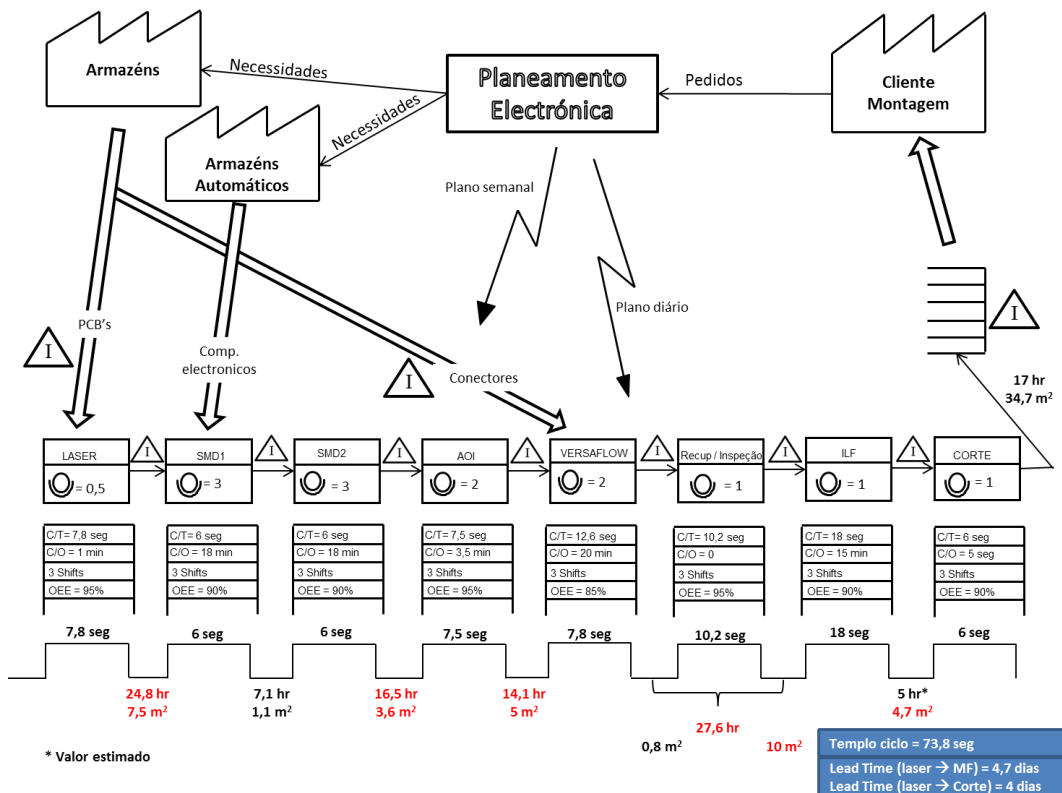 Armazéns
Necessidades
Planeamento
Electrónica
Pedidos
Cliente
Montagem
Armazéns
Automáticos
Necessidades
Plano semanal
Plano diário
PCB's
I
Comp.
electronicos
I
Conectores
I
17 hr
34,7 m²
LASER
= 0,5
I
SMD1
= 3
I
SMD2
= 3
I
AOI
= 2
I
VERSAFLOW
= 2
I
Recup / Inspeção
= 1
I
ILF
= 1
I
CORTE
= 1
C/T= 7,8 seg
C/O = 1 min
3 Shifts
OEE = 95%
C/T= 6 seg
C/O = 18 min
3 Shifts
OEE = 90%
C/T= 6 seg
C/O = 18 min
3 Shifts
OEE = 90%
C/T= 7,5 seg
C/O = 3,5 min
3 Shifts
OEE = 95%
C/T= 12,6 seg
C/O = 20 min
3 Shifts
OEE = 85%
C/T= 10,2 seg
C/O = 0
3 Shifts
OEE = 95%
C/T= 18 seg
C/O = 15 min
3 Shifts
OEE = 90%
C/T= 6 seg
C/O = 5 seg
3 Shifts
OEE = 90%
7,8 seg
6 seg
6 seg
7,5 seg
7,8 seg
10,2 seg
18 seg
6 seg
24,8 hr
7,5 m²
7,1 hr
1,1 m²
16,5 hr
3,6 m²
14,1 hr
5 m²
27,6 hr
0,8 m²
10 m²
5 hr*
4,7 m²
* Valor estimado
Templo ciclo = 73,8 seg
Lead Time (laser → MF) = 4,7 dias
Lead Time (laser → Corte) = 4 dias